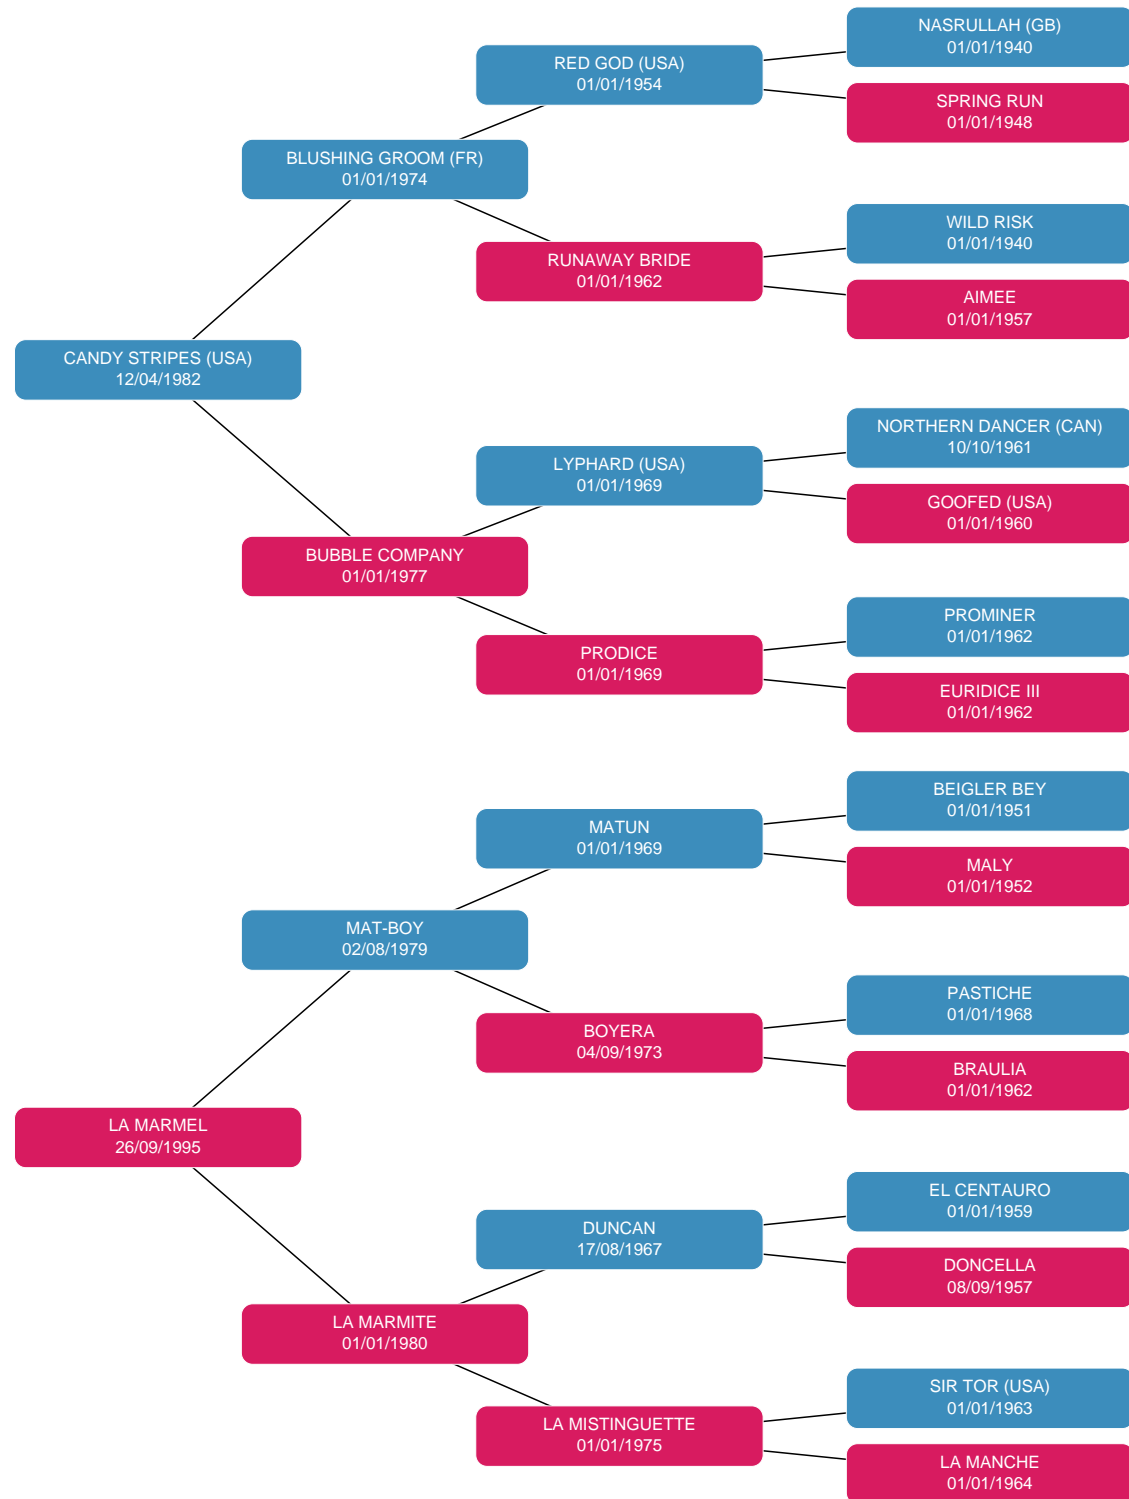 NASRULLAH (GB)
01/01/1940
RED GOD (USA)
01/01/1954
SPRING RUN
01/01/1948
BLUSHING GROOM (FR)
01/01/1974
WILD RISK
01/01/1940
RUNAWAY BRIDE
01/01/1962
AIMEE
01/01/1957
CANDY STRIPES (USA)
12/04/1982
NORTHERN DANCER (CAN)
10/10/1961
LYPHARD (USA)
01/01/1969
GOOFED (USA)
01/01/1960
BUBBLE COMPANY
01/01/1977
PROMINER
01/01/1962
PRODICE
01/01/1969
EURIDICE III
01/01/1962
BEIGLER BEY
01/01/1951
MATUN
01/01/1969
MALY
01/01/1952
MAT-BOY
02/08/1979
PASTICHE
01/01/1968
BOYERA
04/09/1973
BRAULIA
01/01/1962
LA MARMEL
26/09/1995
EL CENTAURO
01/01/1959
DUNCAN
17/08/1967
DONCELLA
08/09/1957
LA MARMITE
01/01/1980
SIR TOR (USA)
01/01/1963
LA MISTINGUETTE
01/01/1975
LA MANCHE
01/01/1964